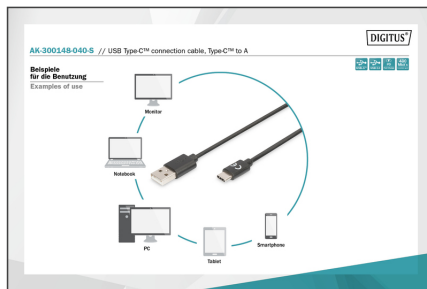 DIGITUS®
AK-300148-040-S // USB Type-C™ connection cable, Type-C™ to A
Beispiele
für die Benutzung
Examples of use
Monitor
Notebook
PC
Tablet
Smartphone